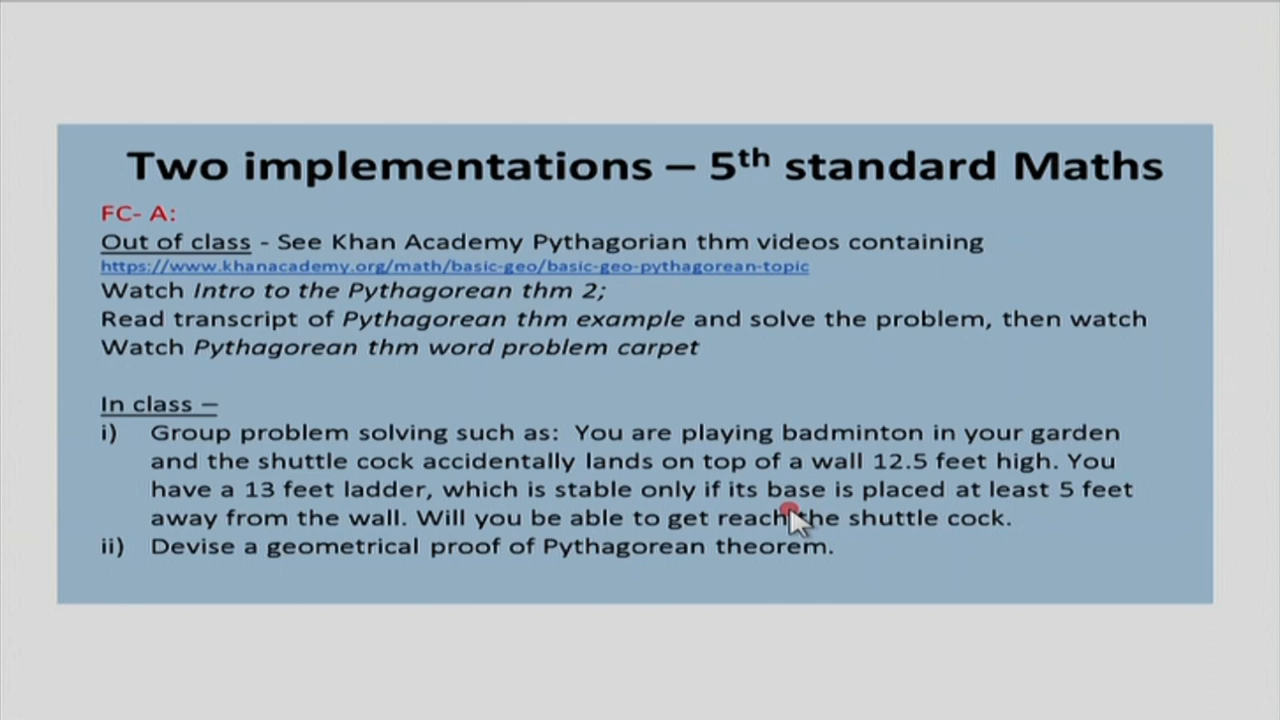 Two implementations – 5th standard Maths
FC- A:
Out of class - See Khan Academy Pythagorian thm videos containing
https://www.khanacademy.org/math/basic-geo/basic-geo-pythagorean-topic
Watch Intro to the Pythagorean thm 2;
Read transcript of Pythagorean thm example and solve the problem, then watch
Watch Pythagorean thm word problem carpet
In class –
i) Group problem solving such as: You are playing badminton in your garden
and the shuttle cock accidentally lands on top of a wall 12.5 feet high. You
have a 13 feet ladder, which is stable only if its base is placed at least 5 feet
away from the wall. Will you be able to get reach the shuttle cock.
ii) Devise a geometrical proof of Pythagorean theorem.